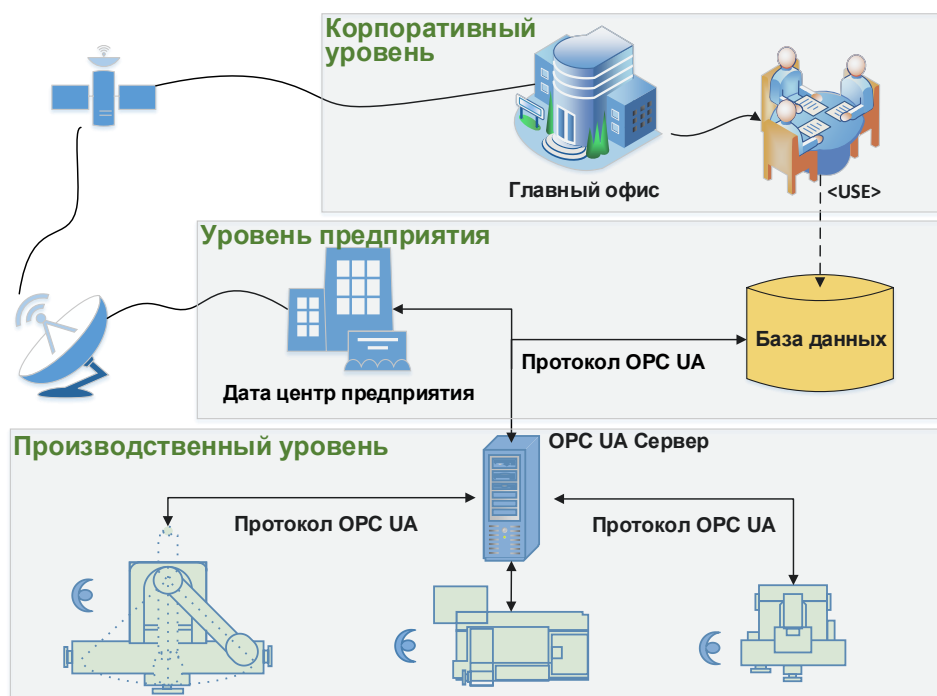 Корпоративный
уровень
Главный офис
<USE>
Уровень предприятия
База данных
Протокол OPC UA
Дата центр предприятия
Производственный уровень
OPC UA Сервер
Протокол OPC UA
Протокол OPC UA